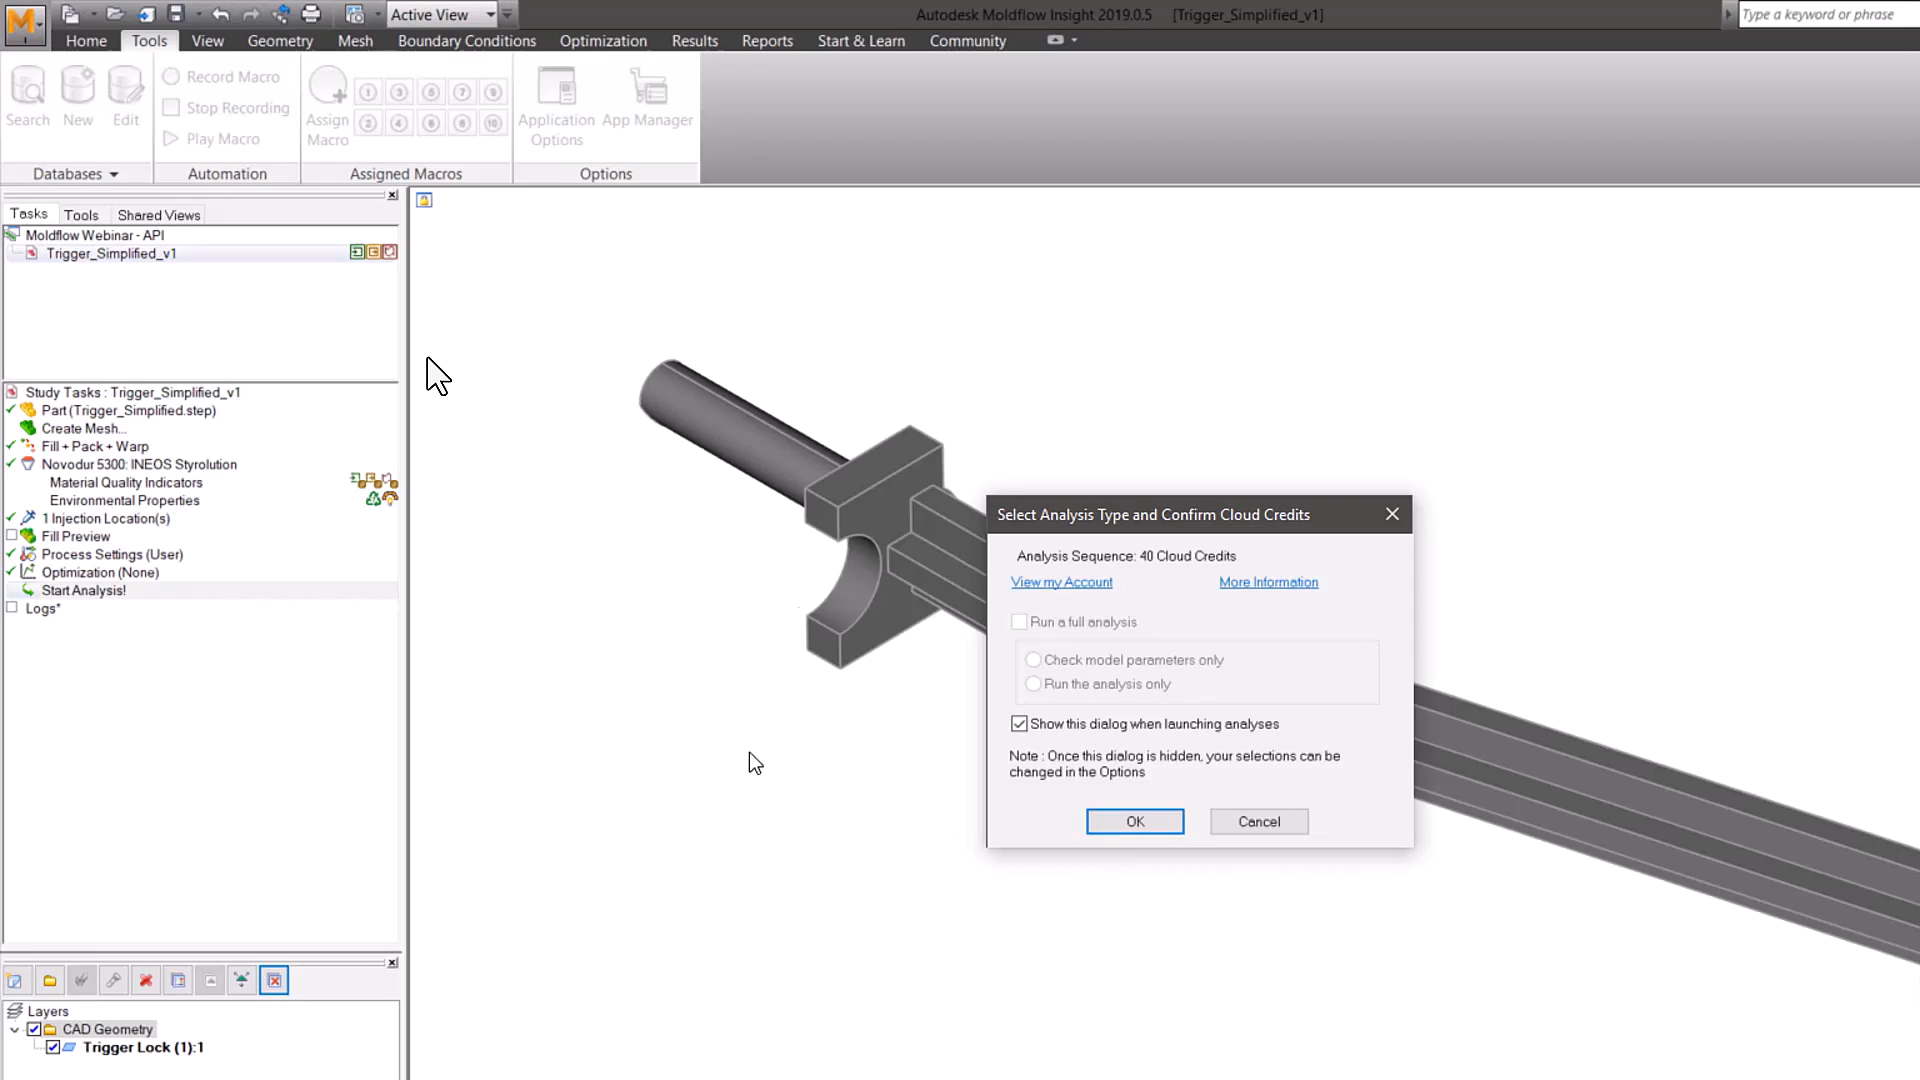 Active View
Autodesk Moldflow Insight 2019.0.5 [Trigger_Simplified_v1]
Type a keyword or phrase
Home Tools View Geometry Mesh Boundary Conditions Optimization Results Reports Start & Learn Community
Search New Edit
Record Macro
Stop Recording
Play Macro
Assign Macro
Application Options
App Manager
Databases Automation Assigned Macros Options
Tasks Tools Shared Views
Moldflow Webinar - API
Trigger_Simplified_v1
Study Tasks : Trigger_Simplified_v1
Part (Trigger_Simplified.step)
Create Mesh...
Fill + Pack + Warp
Novodur 5300: INEOS Styrolution
Material Quality Indicators
Environmental Properties
1 Injection Location(s)
Fill Preview
Process Settings (User)
Optimization (None)
Start Analysis!
Logs*
Layers
CAD Geometry
Trigger Lock (1):1
Select Analysis Type and Confirm Cloud Credits
Analysis Sequence: 40 Cloud Credits
View my Account More Information
Run a full analysis
Check model parameters only
Run the analysis only
Show this dialog when launching analyses
Note : Once this dialog is hidden, your selections can be
changed in the Options
OK Cancel